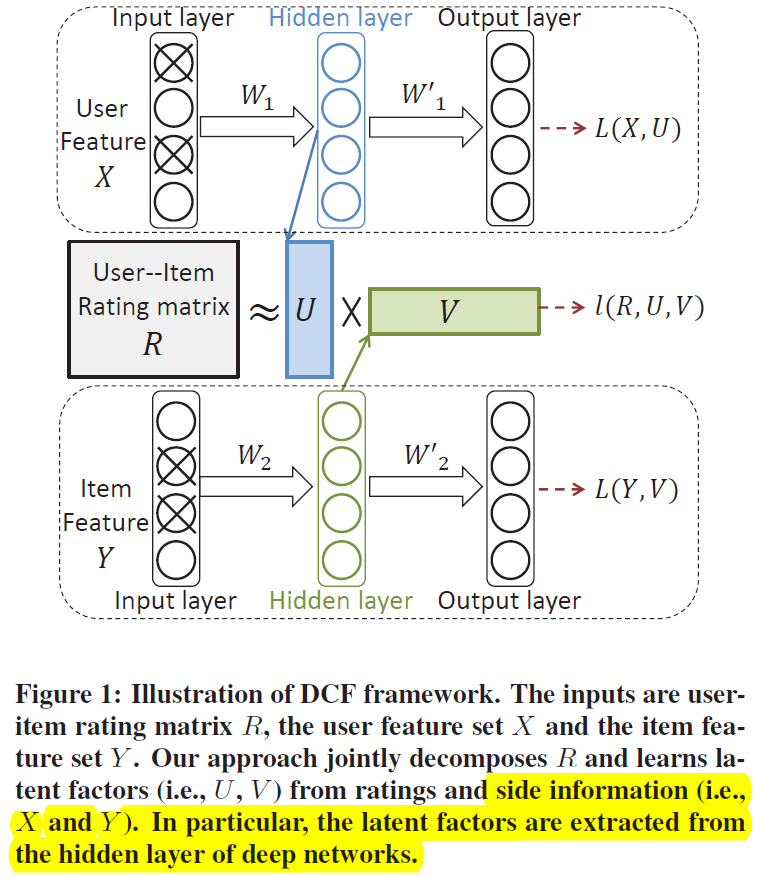 Input layer Hidden layer Output layer
User
Feature
X
W₁
W'₁
L(X, U)
User--Item
Rating matrix
R
≈
U
×
V
l(R, U, V)
Item
Feature
Y
W₂
W'₂
L(Y, V)
Input layer Hidden layer Output layer
Figure 1: Illustration of DCF framework. The inputs are user-
item rating matrix R, the user feature set X and the item fea-
ture set Y. Our approach jointly decomposes R and learns la-
tent factors (i.e., U, V) from ratings and side information (i.e.,
X and Y). In particular, the latent factors are extracted from
the hidden layer of deep networks.